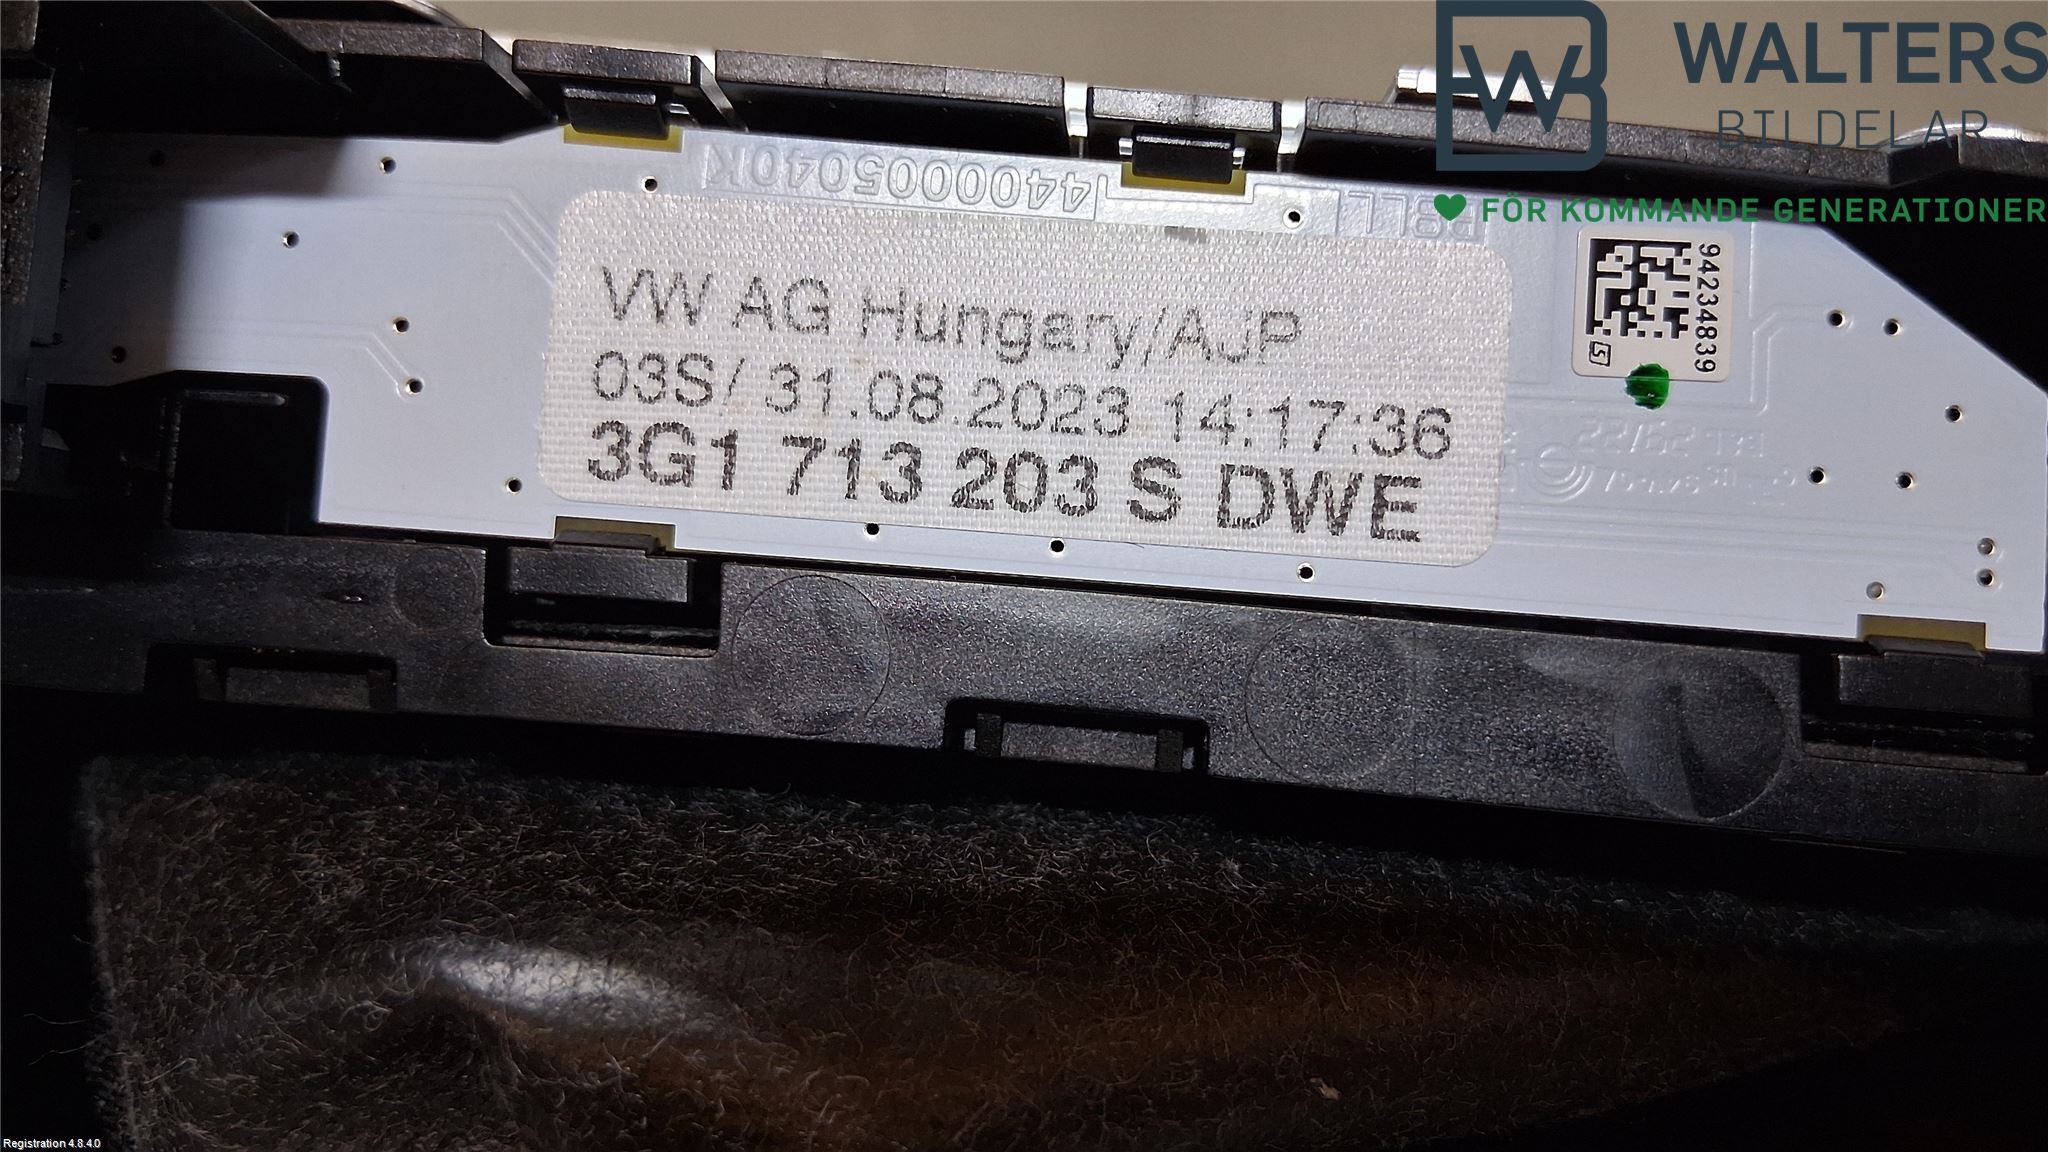 WALTERS
BILDELAR
FÖR KOMMANDE GENERATIONER
1440005040K
VW AG Hungary/AJP
03S/ 31.08.2023 14:17:36
3G1 713 203 S DWE
94234839
Registration 4.8.4.0